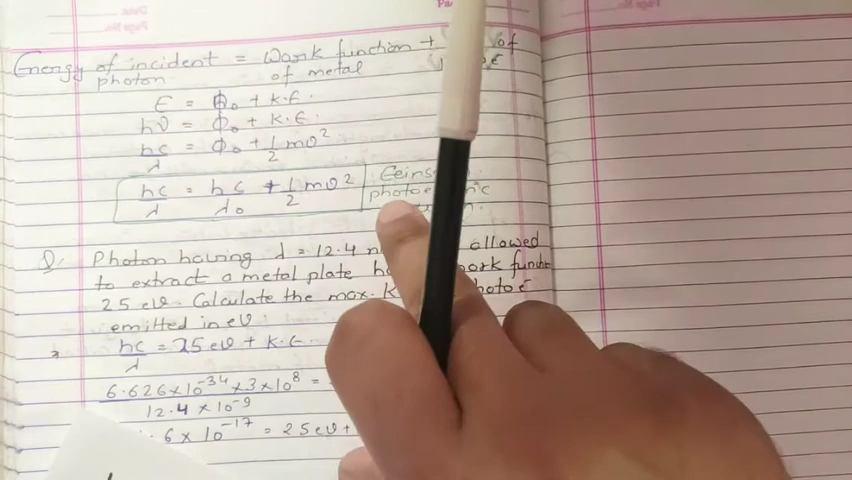 Energy of incident = Work function + of
photon of metal
E = ϕ₀ + K.E.
hν = ϕ₀ + K.E.
hc/λ = ϕ₀ + 1/2 mv²
hc/λ = hc/λ₀ + 1/2 mv²
Q. Photon having λ = 12.4 allowed
to extract a metal plate work function
25 eV. Calculate the max.
emitted in eV
hc/λ = 25 eV + K.E
6.626 × 10⁻³⁴ × 3 × 10⁸ =
12.4 × 10⁻⁹
6 × 10⁻¹⁷ = 25 eV +